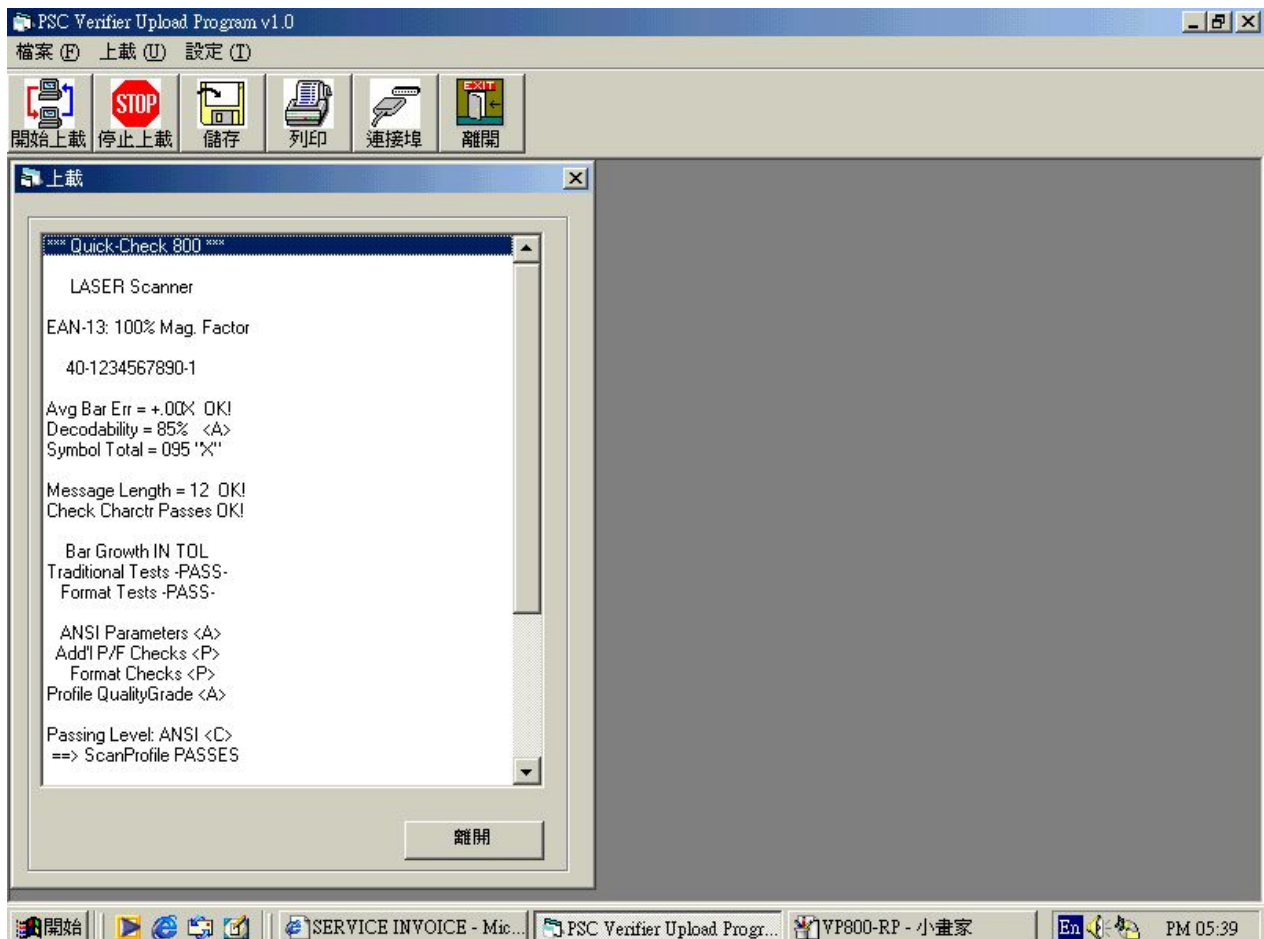 PSC Verifier Upload Program v1.0
檔案 (F) 上載 (U) 設定 (T)
開始上載 停止上載 儲存 列印 連接埠 離開
上載
*** Quick-Check 800 ***
LASER Scanner
EAN-13: 100% Mag. Factor
40-1234567890-1
Avg Bar Err = +.00X OK!
Decodability = 85% <A>
Symbol Total = 095 "X"
Message Length = 12 OK!
Check Charctr Passes OK!
Bar Growth IN TOL
Traditional Tests -PASS-
Format Tests -PASS-
ANSI Parameters <A>
Add'l P/F Checks <P>
Format Checks <P>
Profile QualityGrade <A>
Passing Level: ANSI <C>
==> ScanProfile PASSES
離開
開始 SERVICE INVOICE - Mic... PSC Verifier Upload Progr... VP800-RP - 小畫家 En PM 05:39